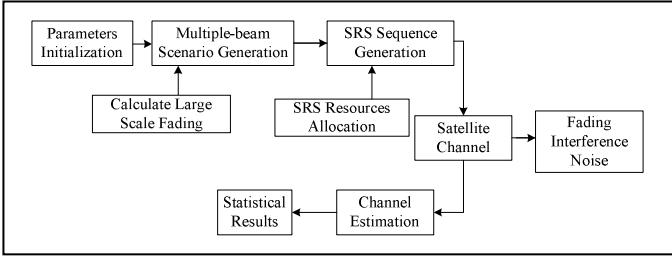 Parameters
Initialization
Multiple-beam
Scenario Generation
SRS Sequence
Generation
Calculate Large
Scale Fading
SRS Resources
Allocation
Satellite
Channel
Fading
Interference
Noise
Statistical
Results
Channel
Estimation